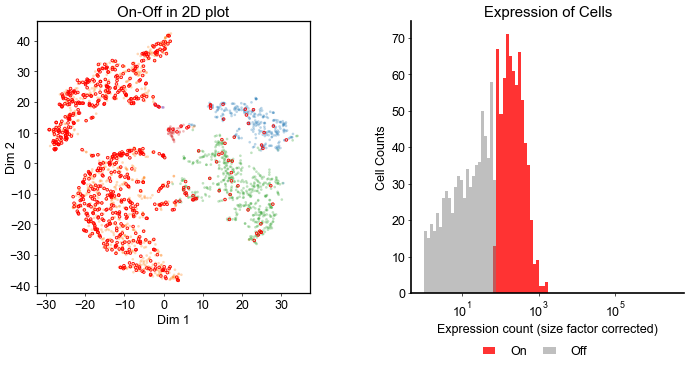 On-Off in 2D plot
Dim 2
40
30
20
10
0
−10
−20
−30
−40
−30 −20 −10 0 10 20 30
Dim 1
Expression of Cells
Cell Counts
70
60
50
40
30
20
10
0
10^1 10^3 10^5
Expression count (size factor corrected)
On Off